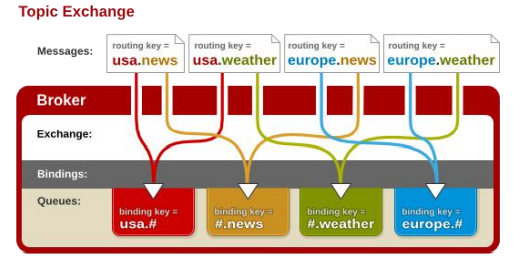 Topic Exchange
Messages:
routing key =
usa.news
routing key =
usa.weather
routing key =
europe.news
routing key =
europe.weather
Broker
Exchange:
Bindings:
Queues:
binding key =
usa.#
binding key =
#.news
binding key =
#.weather
binding key =
europe.#